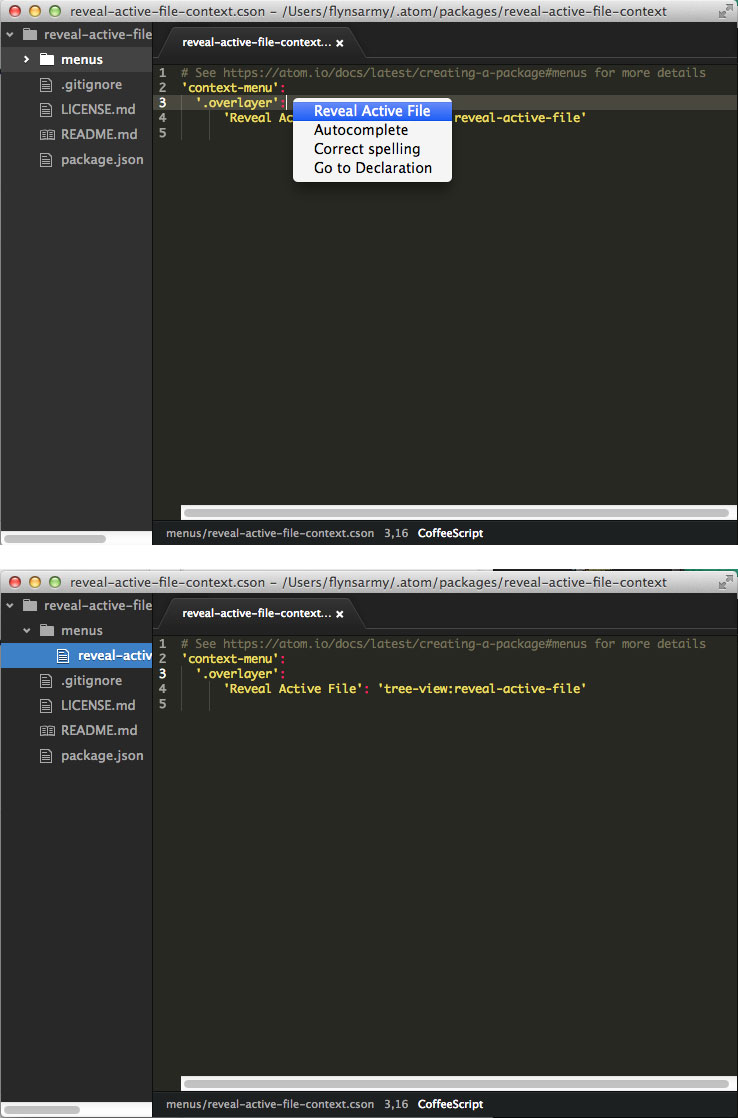 reveal-active-file-context.cson – /Users/flynsarmy/.atom/packages/reveal-active-file-context
reveal-active-file
menus
.gitignore
LICENSE.md
README.md
package.json
reveal-active-file-context...
1 # See https://atom.io/docs/latest/creating-a-package#menus for more details
2 'context-menu':
3 '.overlayer':
4 'Reveal Ac reveal-active-file'
5
Reveal Active File
Autocomplete
Correct spelling
Go to Declaration
menus/reveal-active-file-context.cson 3,16 CoffeeScript
reveal-active-file-context.cson – /Users/flynsarmy/.atom/packages/reveal-active-file-context
reveal-active-file
menus
reveal-activ
.gitignore
LICENSE.md
README.md
package.json
reveal-active-file-context...
1 # See https://atom.io/docs/latest/creating-a-package#menus for more details
2 'context-menu':
3 '.overlayer':
4 'Reveal Active File': 'tree-view:reveal-active-file'
5
menus/reveal-active-file-context.cson 3,16 CoffeeScript